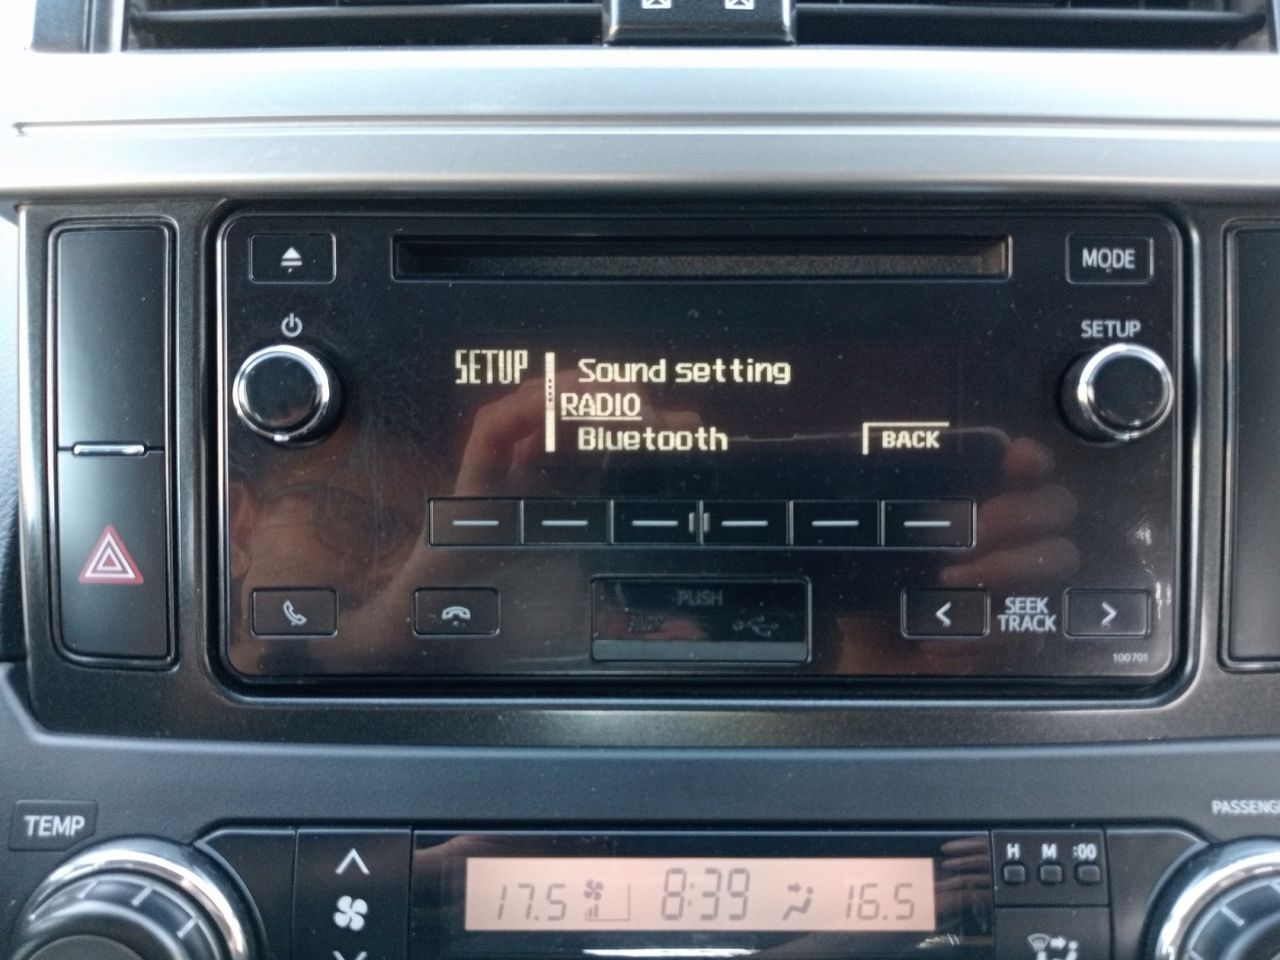 MODE
SETUP
SETUP
Sound setting
RADIO
Bluetooth
BACK
PUSH
SEEK
TRACK
100701
TEMP
PASSENGE
H M :00
17.5
8:39
16.5